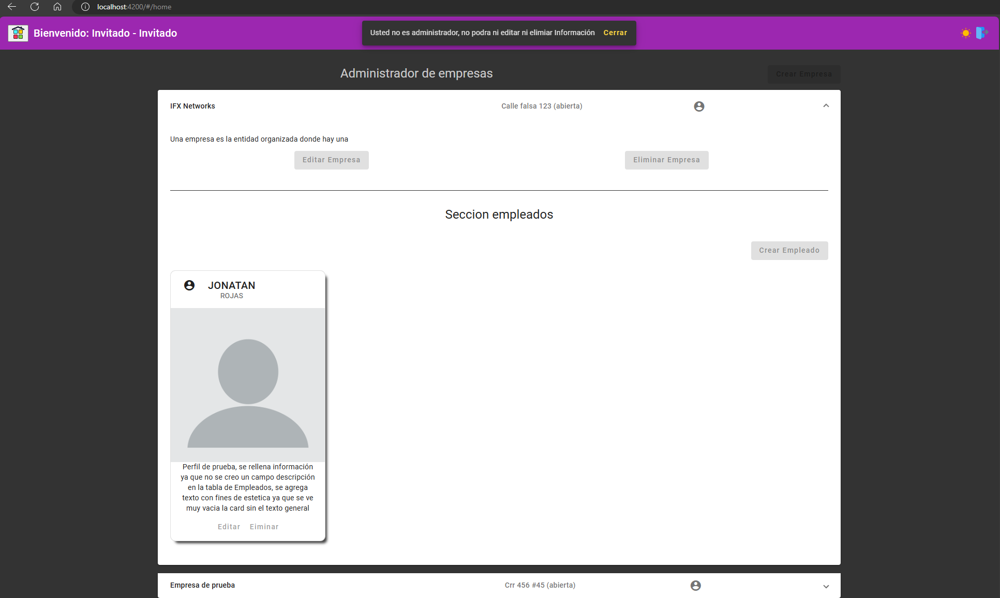 localhost:4200/#/home
Bienvenido: Invitado - Invitado
Usted no es administrador, no podra ni editar ni elimiar Información Cerrar
Administrador de empresas
Crear Empresa
IFX Networks Calle falsa 123 (abierta)
Una empresa es la entidad organizada donde hay una
Editar Empresa Eliminar Empresa
Seccion empleados
Crear Empleado
JONATAN
ROJAS
Perfil de prueba, se rellena información
ya que no se creo un campo descripción
en la tabla de Empleados, se agrega
texto con fines de estetica ya que se ve
muy vacia la card sin el texto general
Editar Eiminar
Empresa de prueba Crr 456 #45 (abierta)